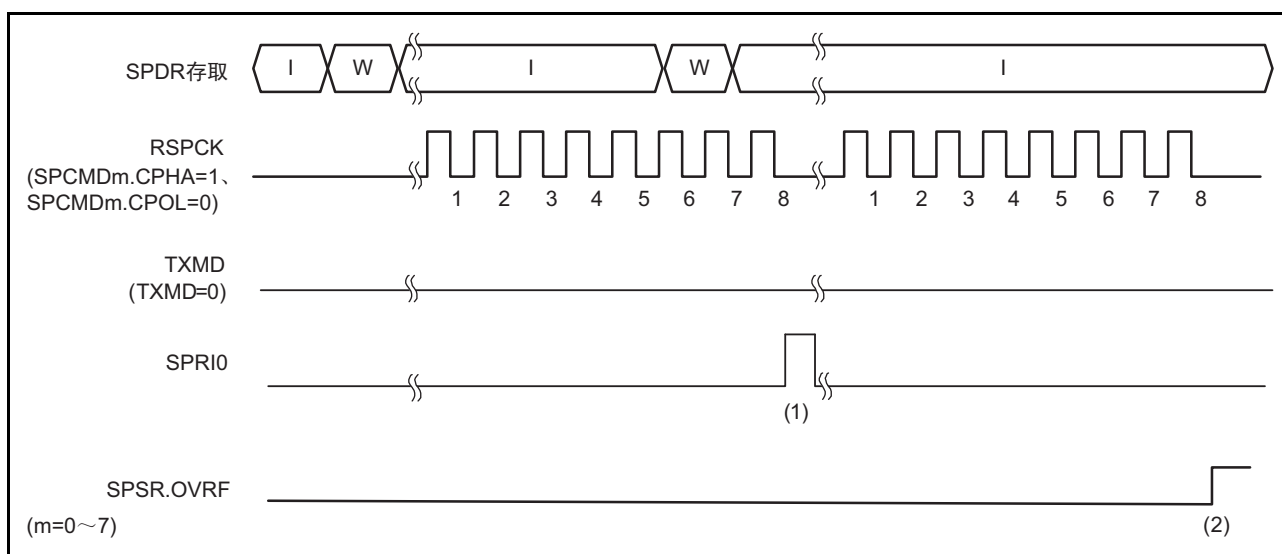 SPDR存取
I W I W I
RSPCK
(SPCMDm.CPHA=1、
SPCMDm.CPOL=0)
1 2 3 4 5 6 7 8 1 2 3 4 5 6 7 8
TXMD
(TXMD=0)
SPRI0
(1)
SPSR.OVRF
(m=0～7)
(2)